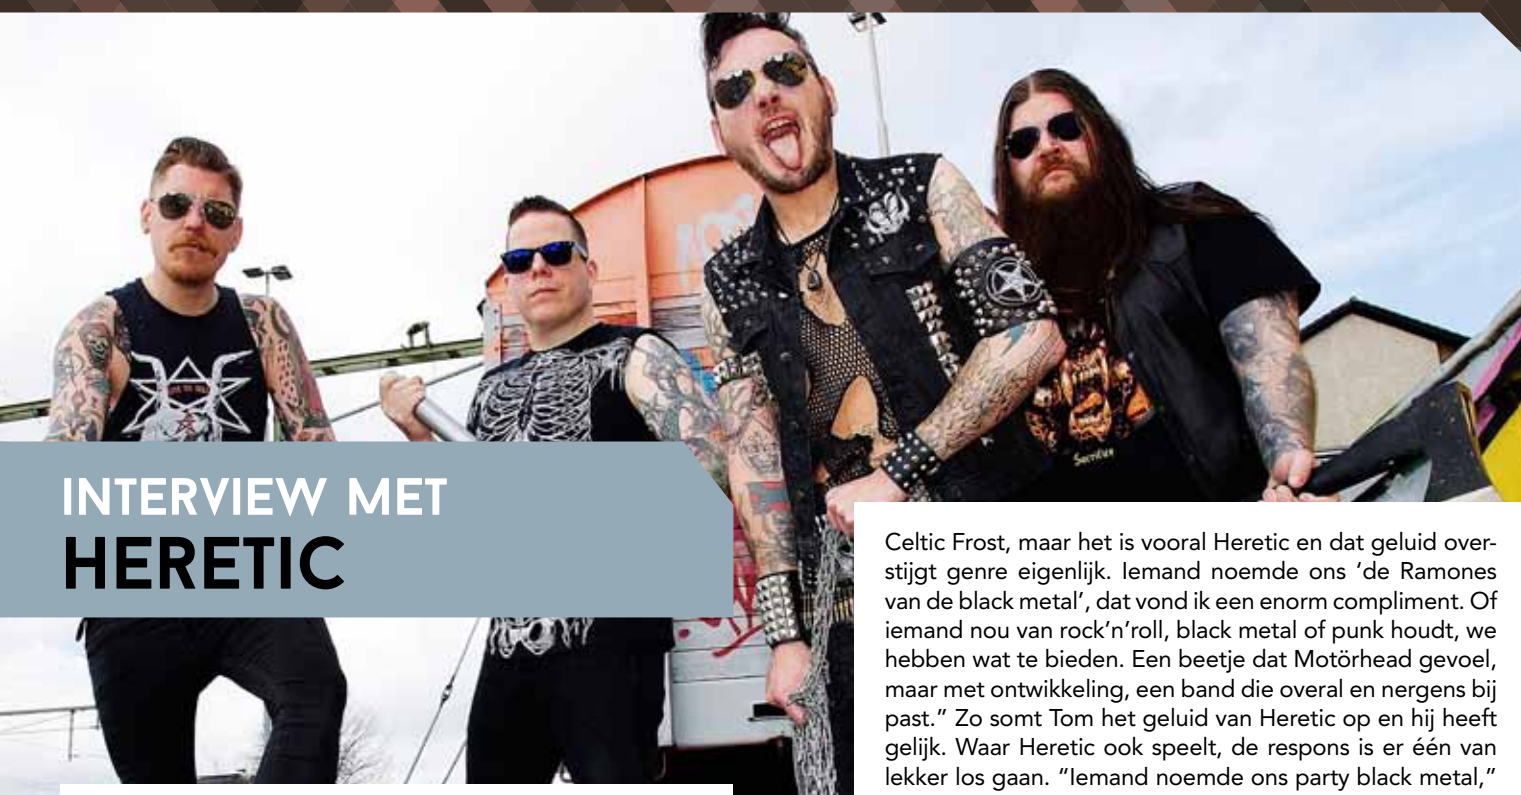 INTERVIEW MET
HERETIC
Sacrifice
Celtic Frost, maar het is vooral Heretic en dat geluid over-
stijgt genre eigenlijk. Iemand noemde ons ‘de Ramones
van de black metal’, dat vond ik een enorm compliment. Of
iemand nou van rock’n’roll, black metal of punk houdt, we
hebben wat te bieden. Een beetje dat Motörhead gevoel,
maar met ontwikkeling, een band die overal en nergens bij
past.” Zo somt Tom het geluid van Heretic op en hij heeft
gelijk. Waar Heretic ook speelt, de respons is er één van
lekker los gaan. “Iemand noemde ons party black metal,”